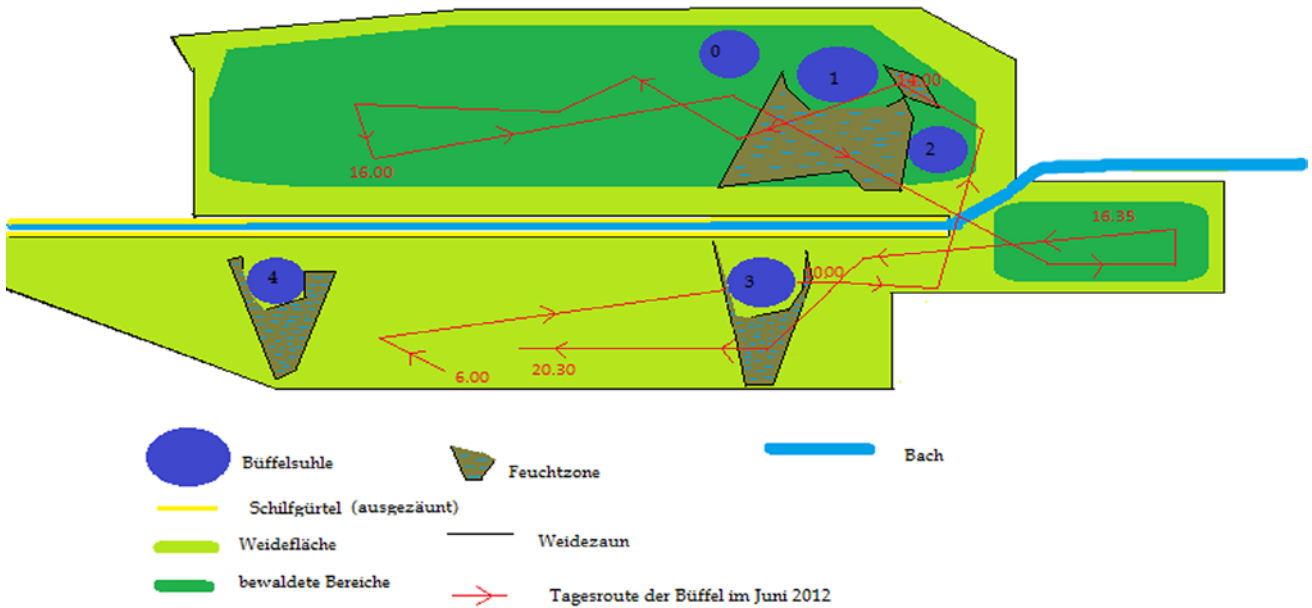 0
1
14.00
2
16.00
16.35
4
3
10.00
6.00
20.30
Büffelsuhle
Feuchtzone
Bach
Schilfgürtel (ausgezäunt)
Weidefläche
Weidezaun
bewaldete Bereiche
Tagesroute der Büffel im Juni 2012